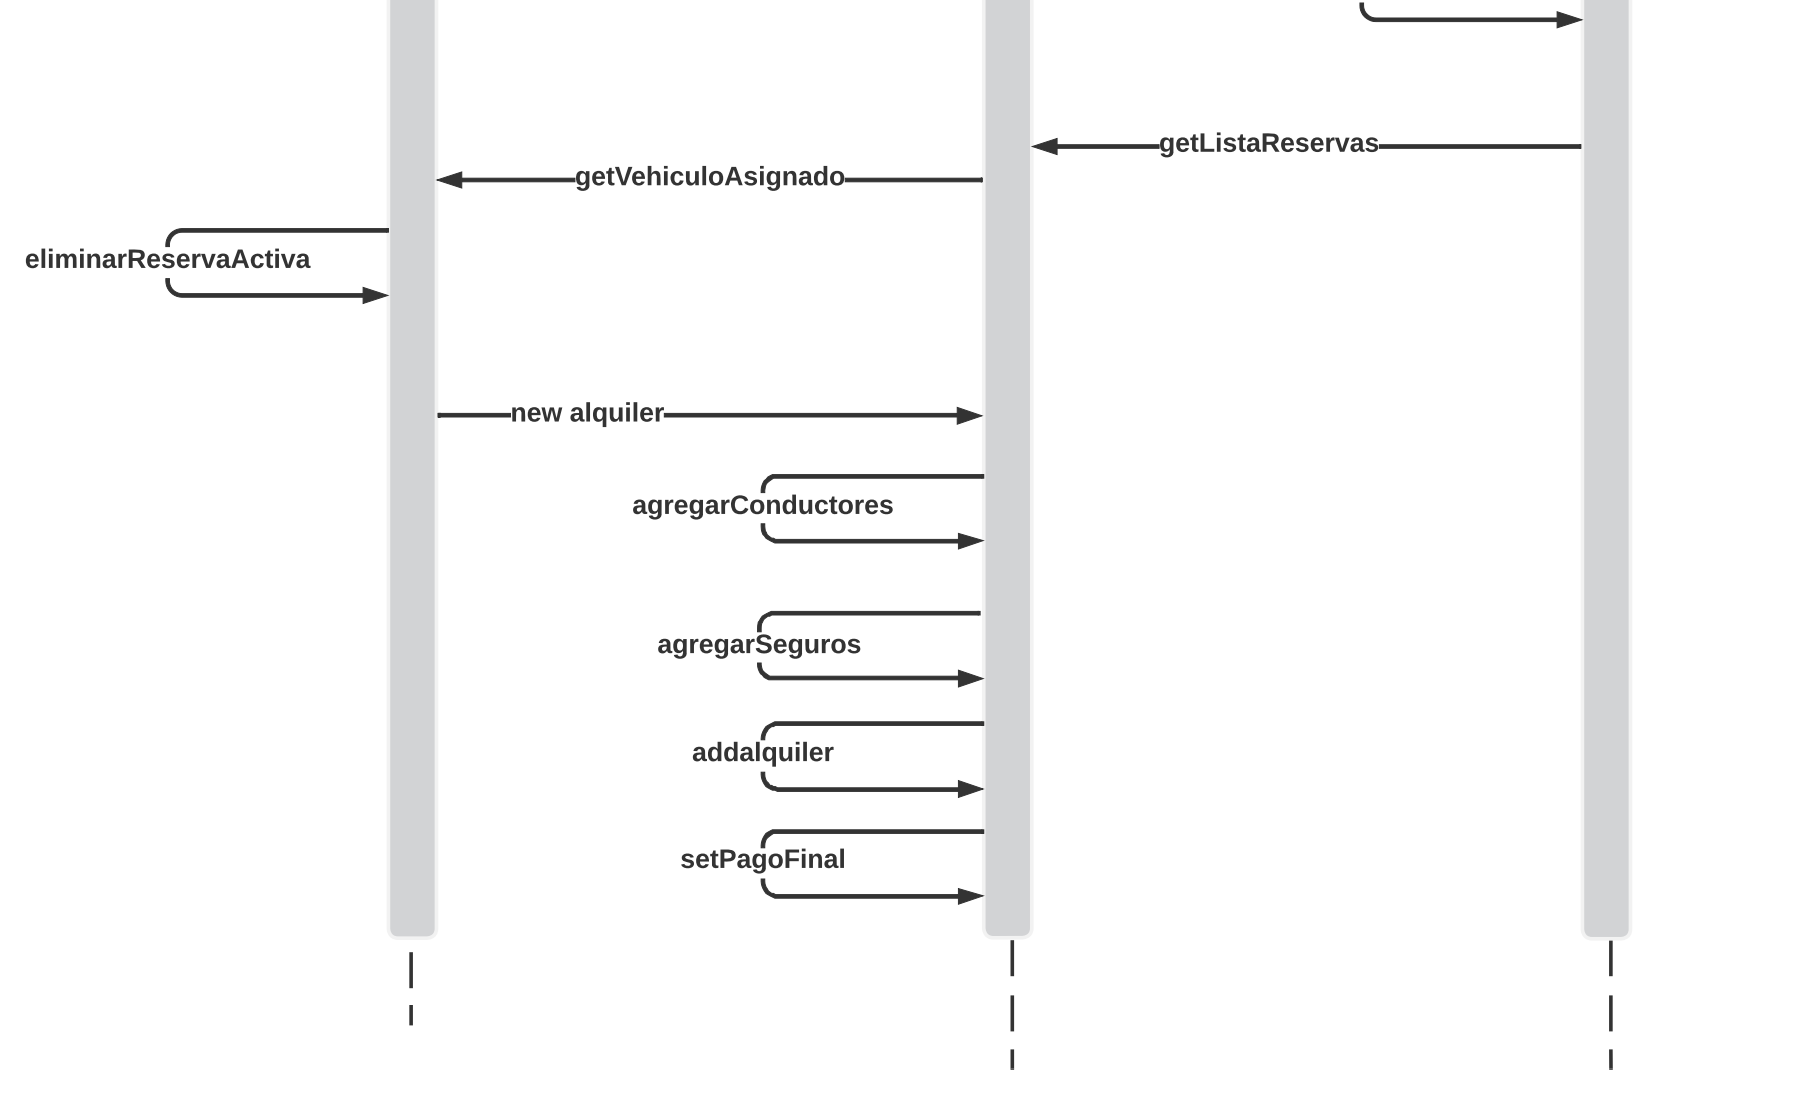 getListaReservas
getVehiculoAsignado
eliminarReservaActiva
new alquiler
agregarConductores
agregarSeguros
addalquiler
setPagoFinal